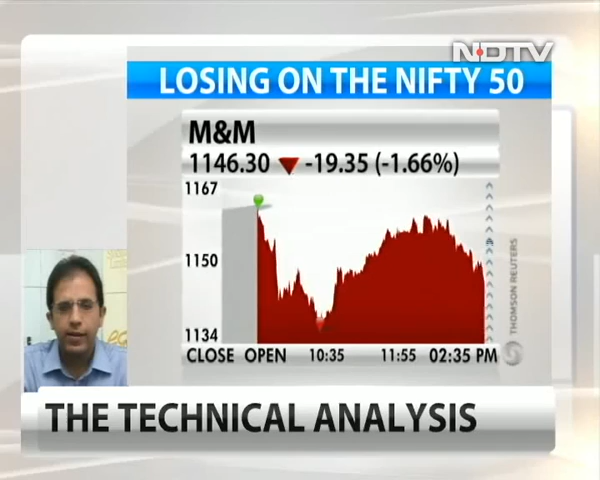 NDTV
LOSING ON THE NIFTY 50
M&M
1146.30 ▼ -19.35 (-1.66%)
1167
1150
1134
CLOSE OPEN 10:35 11:55 02:35 PM
THOMSON REUTERS
THE TECHNICAL ANALYSIS